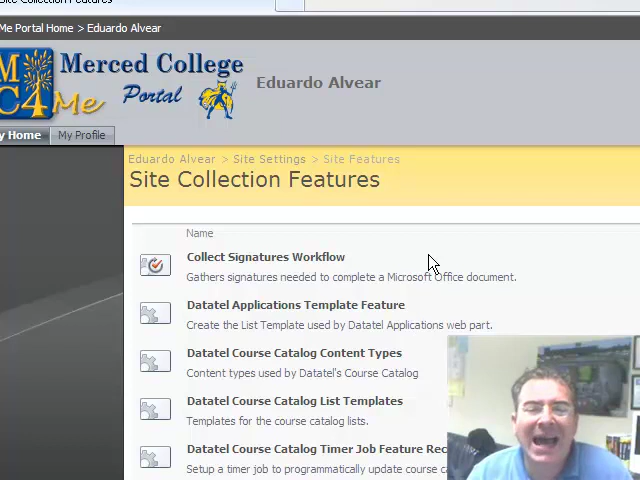 Site Collection Features
Me Portal Home > Eduardo Alvear
Merced College
Portal
MC4Me
Eduardo Alvear
y Home
My Profile
Eduardo Alvear > Site Settings > Site Features
Site Collection Features
Name
Collect Signatures Workflow
Gathers signatures needed to complete a Microsoft Office document.
Datatel Applications Template Feature
Create the List Template used by Datatel Applications web part.
Datatel Course Catalog Content Types
Content types used by Datatel's Course Catalog
Datatel Course Catalog List Templates
Templates for the course catalog lists.
Datatel Course Catalog Timer Job Feature Rec
Setup a timer job to programmatically update course ca